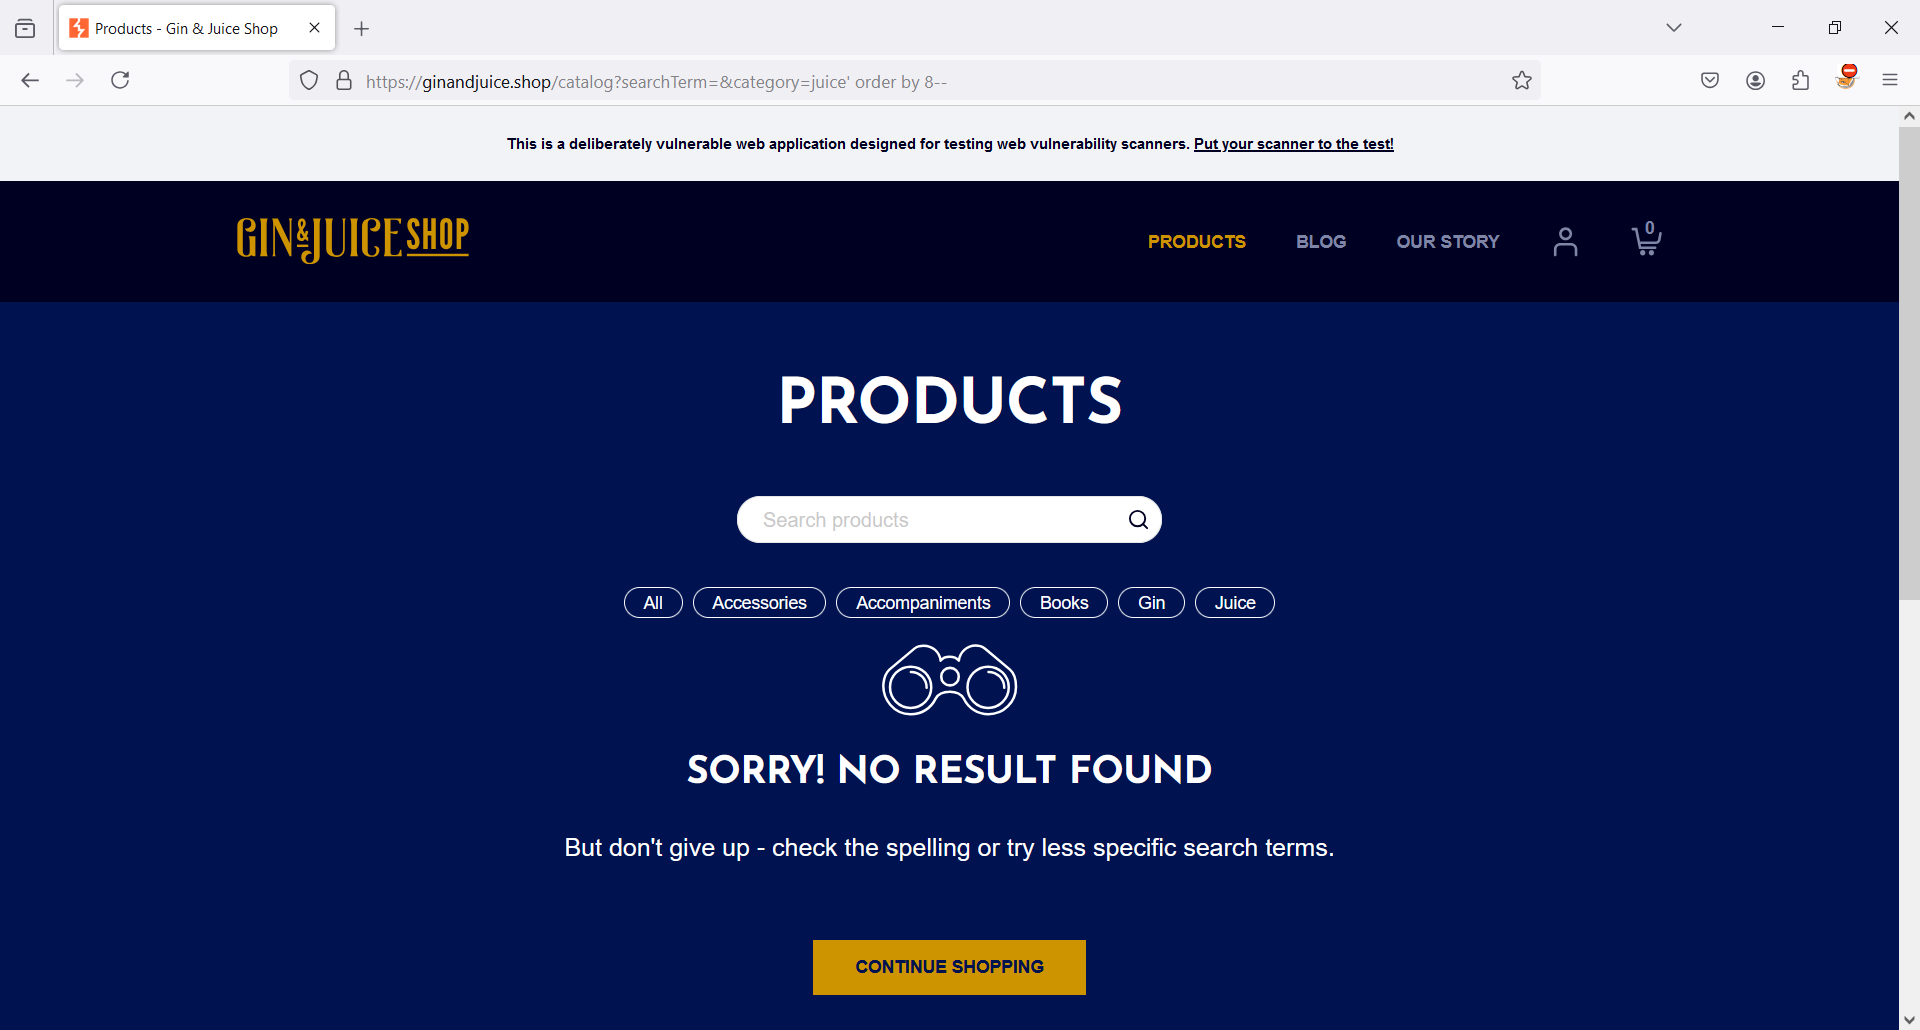 Products - Gin & Juice Shop
https://ginandjuice.shop/catalog?searchTerm=&category=juice' order by 8--
This is a deliberately vulnerable web application designed for testing web vulnerability scanners. Put your scanner to the test!
GIN & JUICE SHOP
PRODUCTS
BLOG
OUR STORY
0
PRODUCTS
Search products
All
Accessories
Accompaniments
Books
Gin
Juice
SORRY! NO RESULT FOUND
But don't give up - check the spelling or try less specific search terms.
CONTINUE SHOPPING